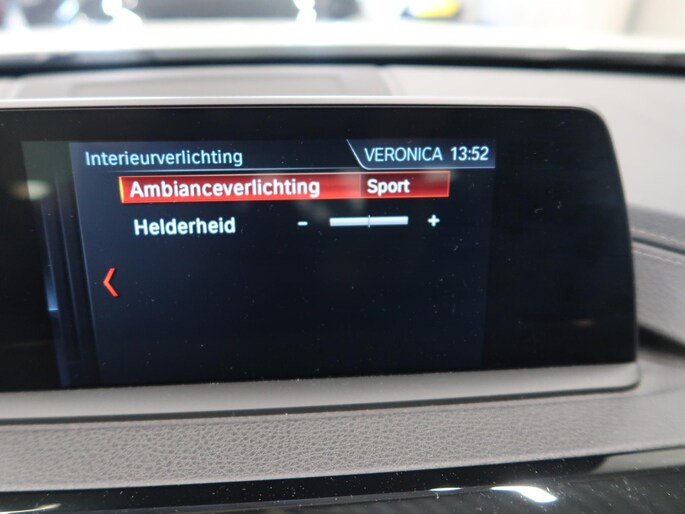 Interieurverlichting VERONICA 13:52
Ambianceverlichting Sport
Helderheid - +